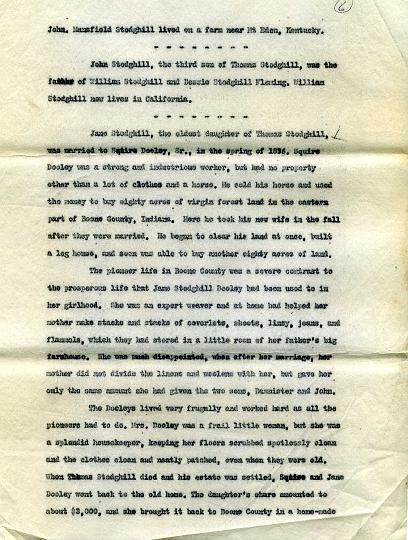 (6)
John, Mansfield Stodghill lived on a farm near Mt Eden, Kentucky.
- - - - - - - -
John Stodghill, the third son of Thomas Stodghill, was the
father of William Stodghill and Bessie Stodghill Fleming. William
Stodghill now lives in California.
- - - - - - - -
Jane Stodghill, the oldest daughter of Thomas Stodghill,
was married to Squire Dooley, Sr., in the spring of 1836. Squire
Dooley was a strong and industrious worker, but had no property
other than a lot of clothes and a horse. He sold his horse and used
the money to buy eighty acres of virgin forest land in the eastern
part of Boone County, Indiana. Here he took his new wife in the fall
after they were married. He began to clear his land at once, built
a log house, and soon was able to buy another eighty acres of land.
The pioneer life in Boone County was a severe contrast to
the prosperous life that Jane Stodghill Dooley had been used to in
her girlhood. She was an expert weaver and at home had helped her
mother make stacks and stacks of coverlets, sheets, linsy, jeans, and
flannels, which they had stored in a little room of her father's big
farmhouse. She was much disappointed, when after her marriage, her
mother did not divide the linens and woolens with her, but gave her
only the same amount she had given the two sons, Bannister and John.
The Dooleys lived very frugally and worked hard as all the
pioneers had to do. Mrs. Dooley was a frail little woman, but she was
a splendid housekeeper, keeping her floors scrubbed spotlessly clean
and the clothes clean and neatly patched, even when they were old.
When Thomas Stodghill died and his estate was settled, Squire and Jane
Dooley went back to the old home. The daughter's share amounted to
about $2,000, and she brought it back to Boone County in a home-made